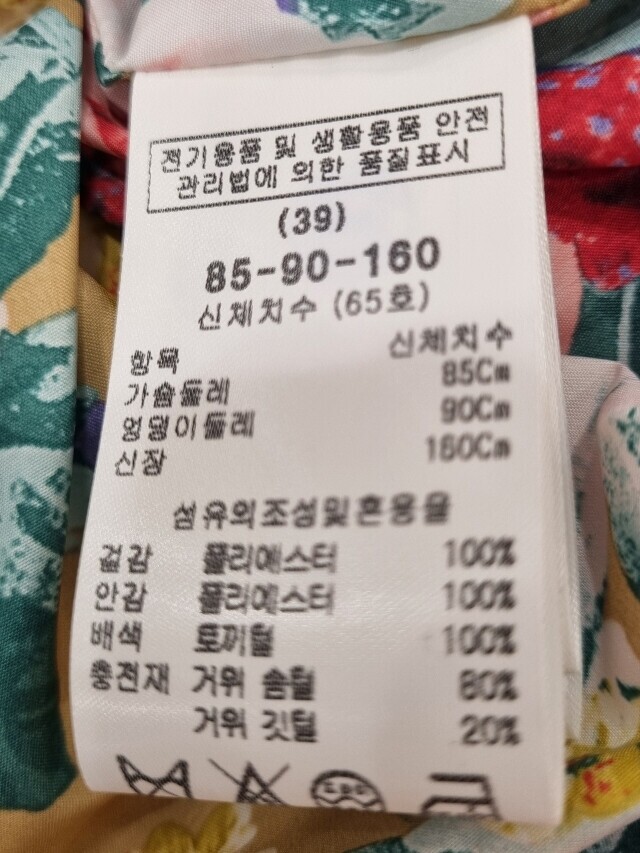 전기용품 및 생활용품 안전
관리법에 의한 품질표시
(39)
85-90-160
신체치수 (65호)
항목 신체치수
가슴둘레 85Cm
엉덩이둘레 90Cm
신장 160Cm
섬유의조성및혼용율
겉감 폴리에스터 100%
안감 폴리에스터 100%
배색 토끼털 100%
충전재 거위 솜털 80%
거위 깃털 20%